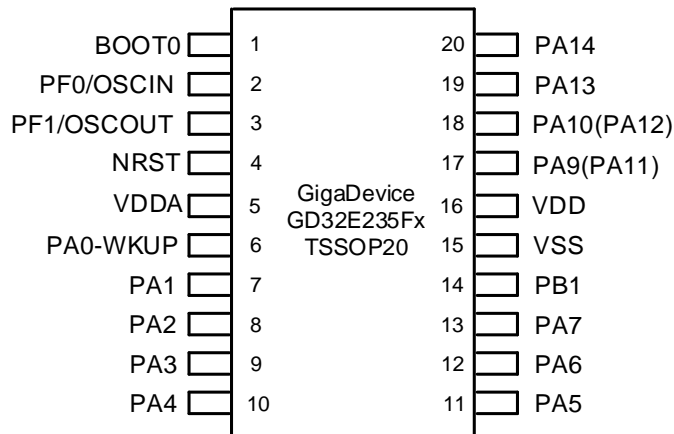 BOOT0 1 20 PA14
PF0/OSCIN 2 19 PA13
PF1/OSCOUT 3 18 PA10(PA12)
NRST 4 17 PA9(PA11)
VDDA 5 GigaDevice 16 VDD
GD32E235Fx
PA0-WKUP 6 TSSOP20 15 VSS
PA1 7 14 PB1
PA2 8 13 PA7
PA3 9 12 PA6
PA4 10 11 PA5